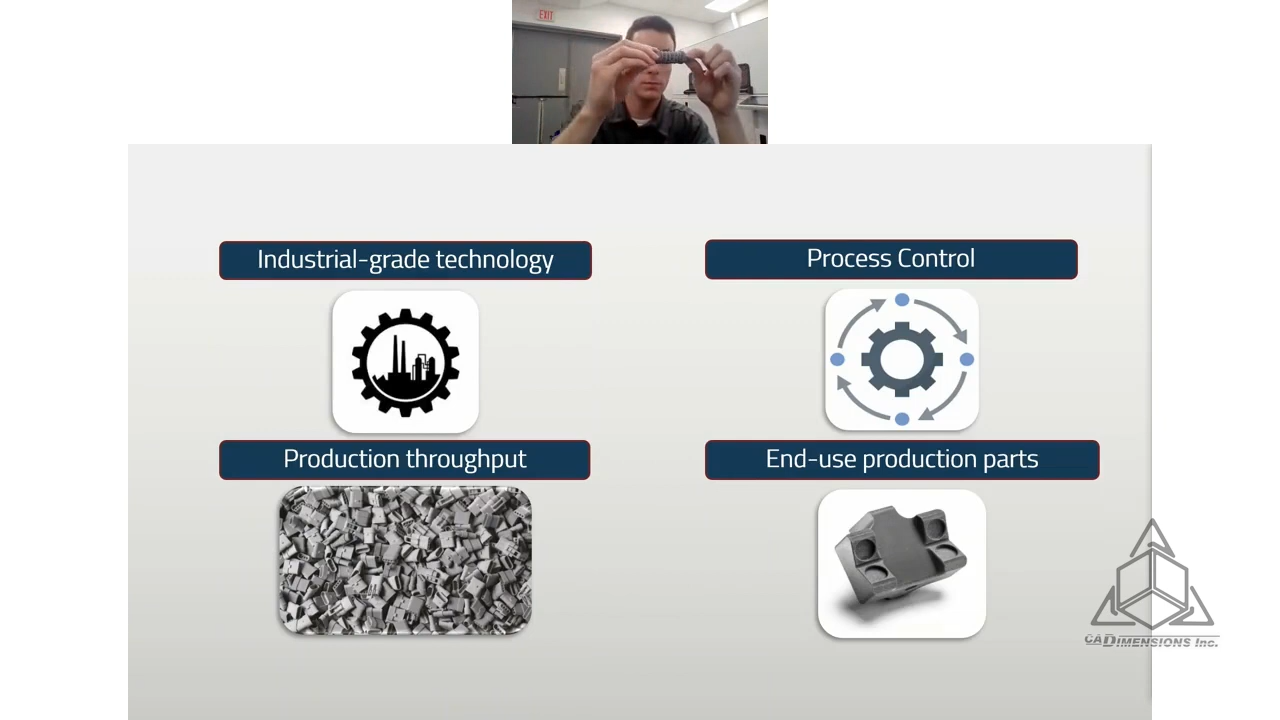 EXIT
Industrial-grade technology
Process Control
Production throughput
End-use production parts
CADIMENSIONS Inc.